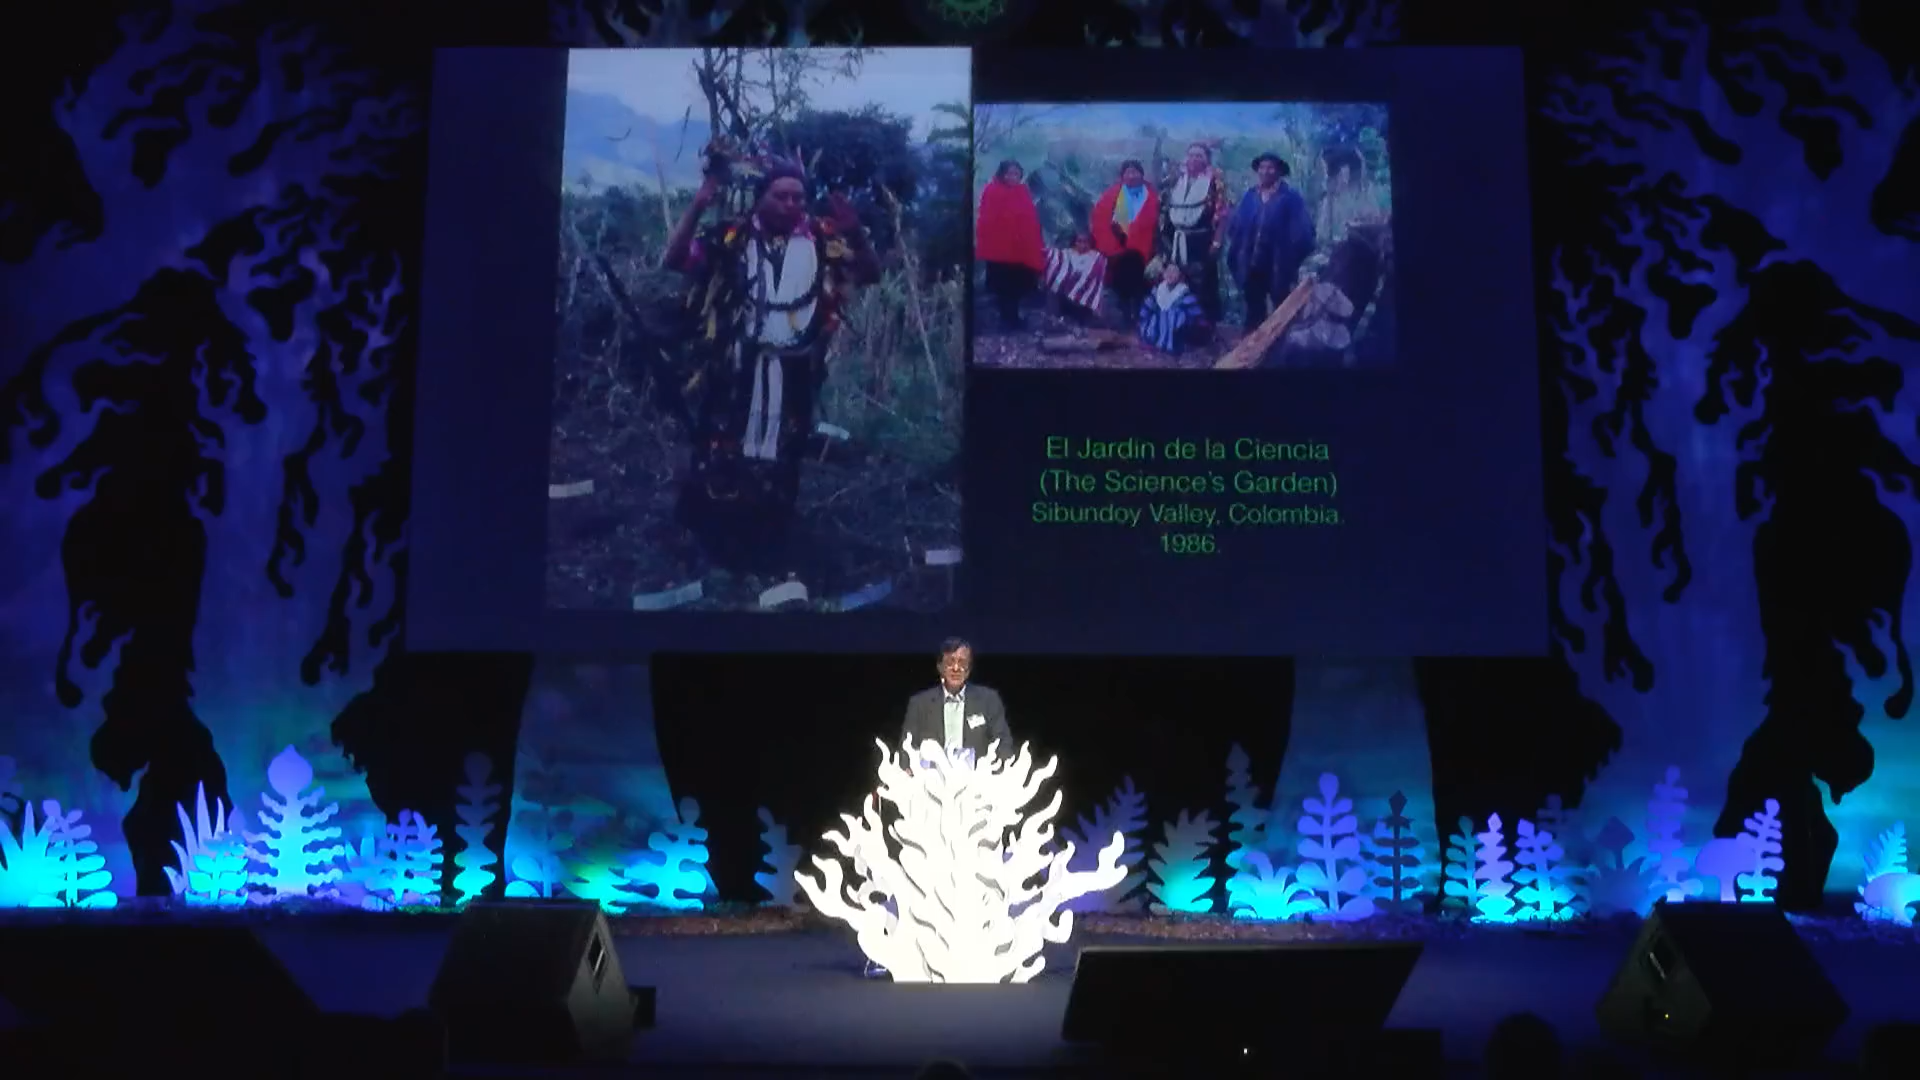 El Jardin de la Ciencia
(The Science's Garden)
Sibundoy Valley, Colombia.
1986.